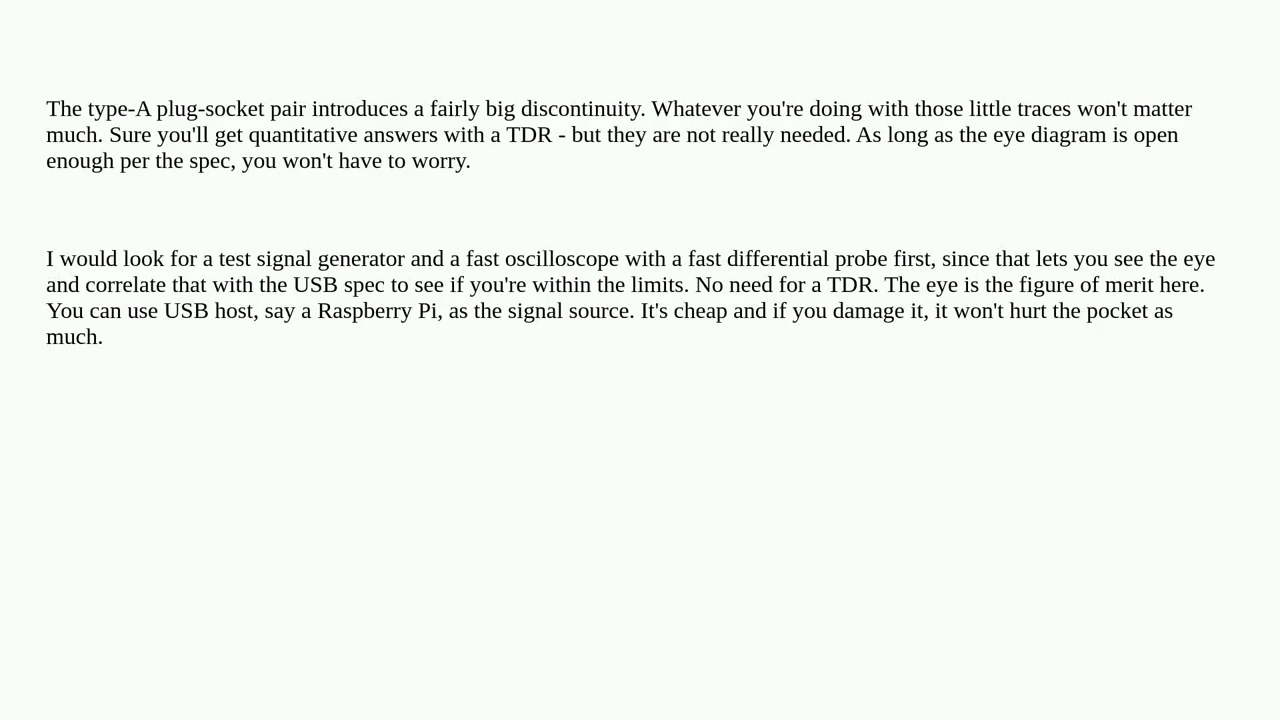 The type-A plug-socket pair introduces a fairly big discontinuity. Whatever you're doing with those little traces won't matter
much. Sure you'll get quantitative answers with a TDR - but they are not really needed. As long as the eye diagram is open
enough per the spec, you won't have to worry.
I would look for a test signal generator and a fast oscilloscope with a fast differential probe first, since that lets you see the eye
and correlate that with the USB spec to see if you're within the limits. No need for a TDR. The eye is the figure of merit here.
You can use USB host, say a Raspberry Pi, as the signal source. It's cheap and if you damage it, it won't hurt the pocket as
much.